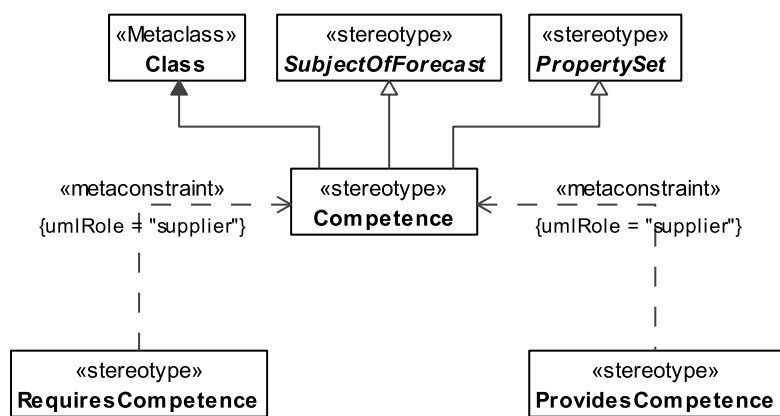 «Metaclass»
Class
«stereotype»
SubjectOfForecast
«stereotype»
PropertySet
«stereotype»
Competence
«metaconstraint»
{umlRole = "supplier"}
«metaconstraint»
{umlRole = "supplier"}
«stereotype»
RequiresCompetence
«stereotype»
ProvidesCompetence